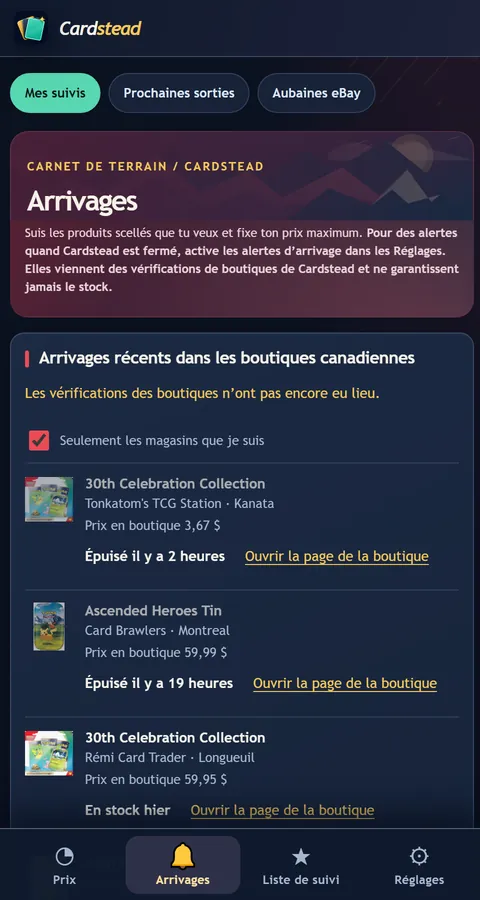 Cardstead
Mes suivis
Prochaines sorties
Aubaines eBay
CARNET DE TERRAIN / CARDSTEAD
Arrivages
Suis les produits scellés que tu veux et fixe ton prix maximum. Pour des alertes
quand Cardstead est fermé, active les alertes d’arrivage dans les Réglages.
Elles viennent des vérifications de boutiques de Cardstead et ne garantissent
jamais le stock.
Arrivages récents dans les boutiques canadiennes
Les vérifications des boutiques n’ont pas encore eu lieu.
Seulement les magasins que je suis
30th Celebration Collection
Tonkatom's TCG Station · Kanata
Prix en boutique 3,67 $
Épuisé il y a 2 heures Ouvrir la page de la boutique
Ascended Heroes Tin
Card Brawlers · Montreal
Prix en boutique 59,99 $
Épuisé il y a 19 heures Ouvrir la page de la boutique
30th Celebration Collection
Rémi Card Trader · Longueuil
Prix en boutique 59,95 $
En stock hier Ouvrir la page de la boutique
Prix
Arrivages
Liste de suivi
Réglages